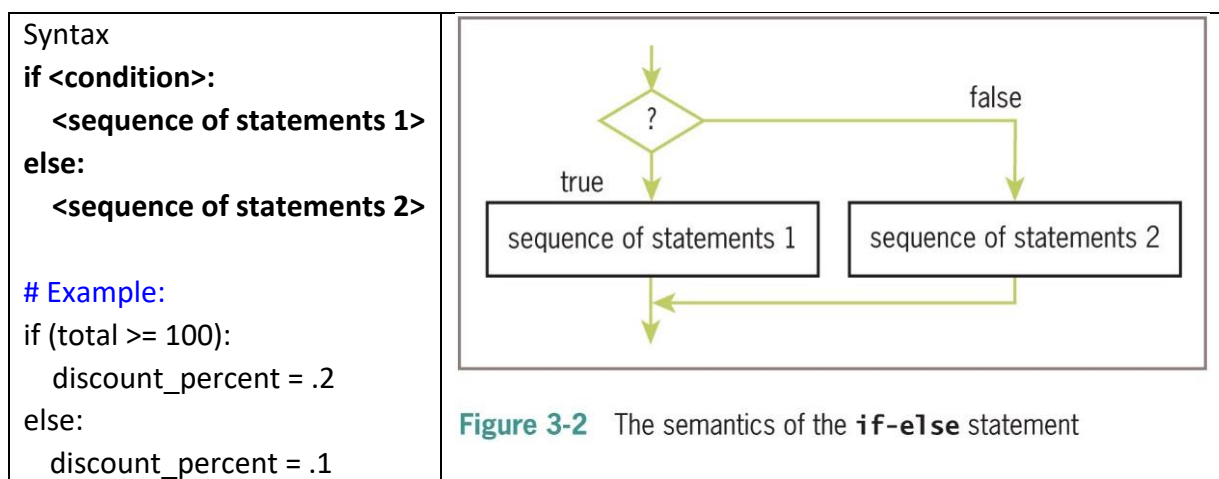 Syntax
if <condition>:
<sequence of statements 1>
else:
<sequence of statements 2>
# Example:
if (total >= 100):
discount_percent = .2
else:
discount_percent = .1
?
false
true
sequence of statements 1
sequence of statements 2
Figure 3-2 The semantics of the if-else statement